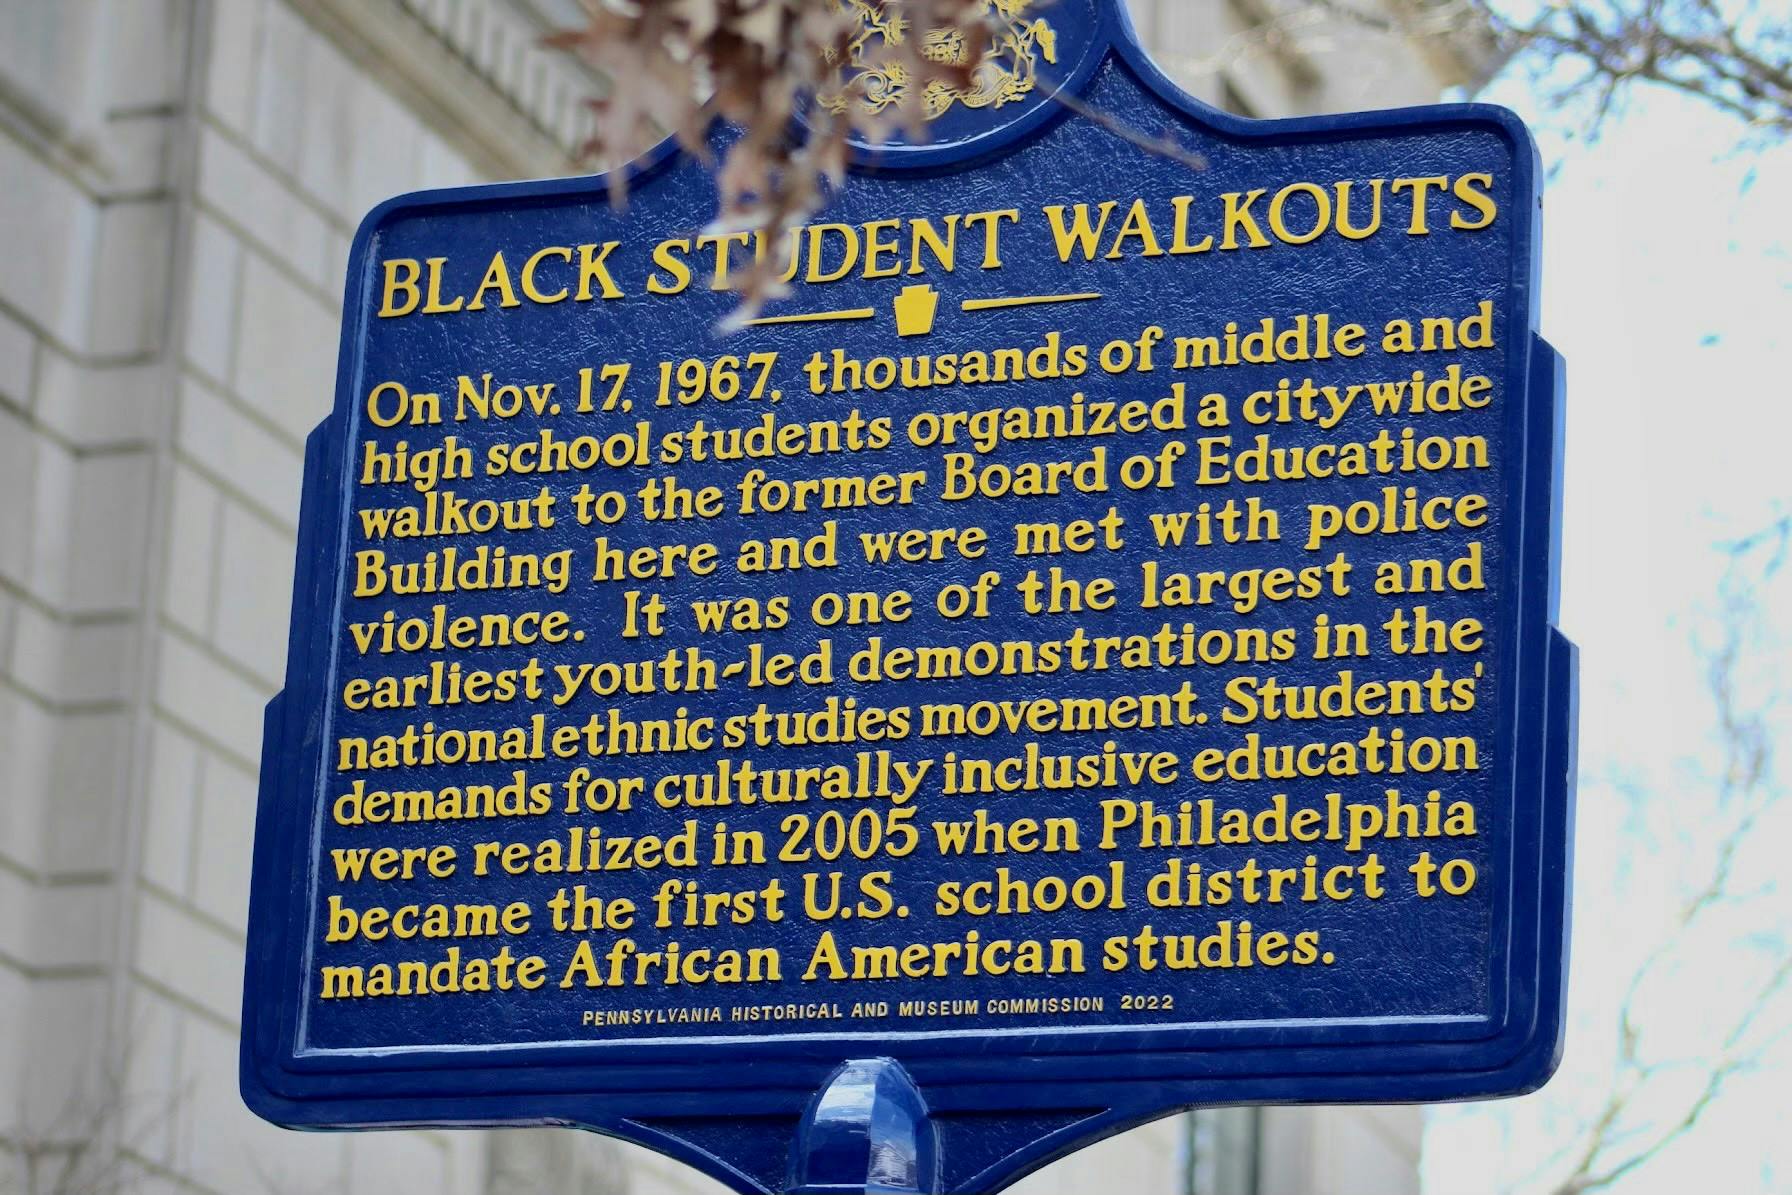 BLACK STUDENT WALKOUTS
On Nov. 17, 1967, thousands of middle and
high school students organized a citywide
walkout to the former Board of Education
Building here and were met with police
violence. It was one of the largest and
earliest youth-led demonstrations in the
national ethnic studies movement. Students'
demands for culturally inclusive education
were realized in 2005 when Philadelphia
became the first U.S. school district to
mandate African American studies.
PENNSYLVANIA HISTORICAL AND MUSEUM COMMISSION 2022